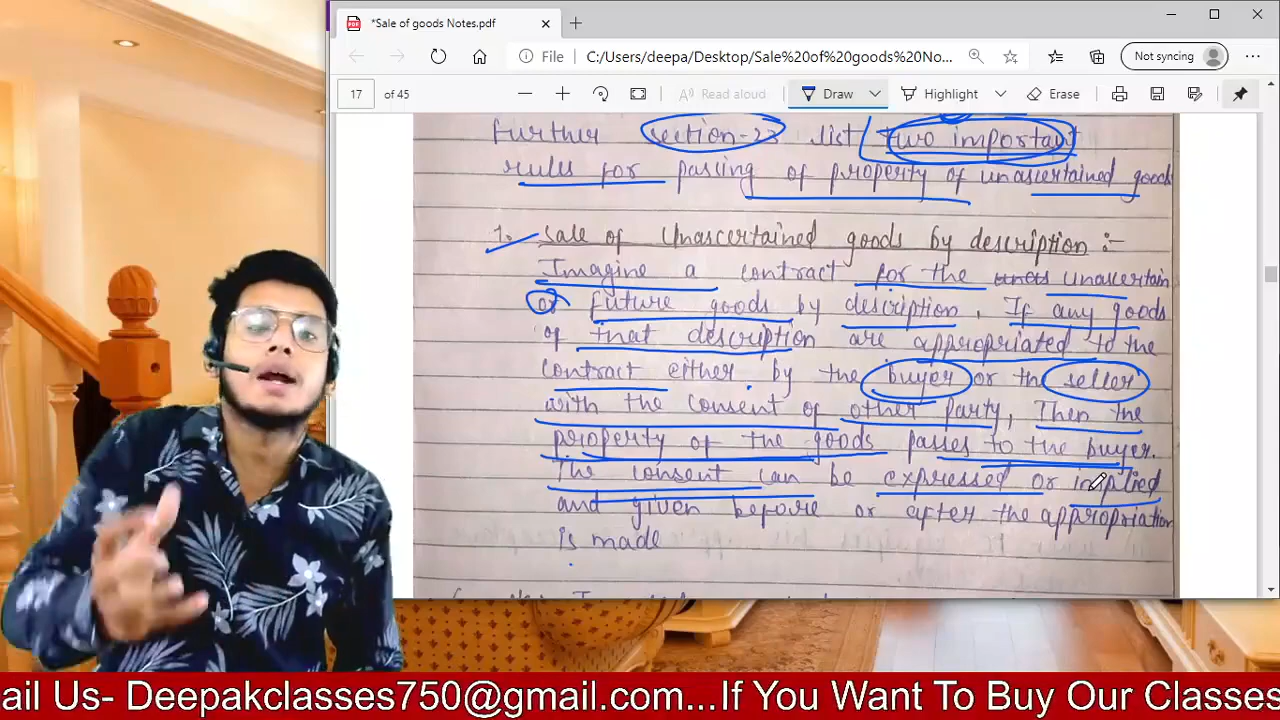 *Sale of goods Notes.pdf
File C:/Users/deepa/Desktop/Sale%20of%20goods%20No... Not syncing
17 of 45 Read aloud Draw Highlight Erase
further section-23 list two important
rules for passing of property of unascertained goods
1. Sale of Unascertained goods by description :-
Imagine a contract for the unascertain
or future goods by description. If any goods
of that description are appropriated to the
contract either by the buyer or the seller
with the consent of other party, Then the
property of the goods passes to the buyer.
The consent can be expressed or implied
and given before or after the appropriation
is made
ail Us- Deepakclasses750@gmail.com...If You Want To Buy Our Classes